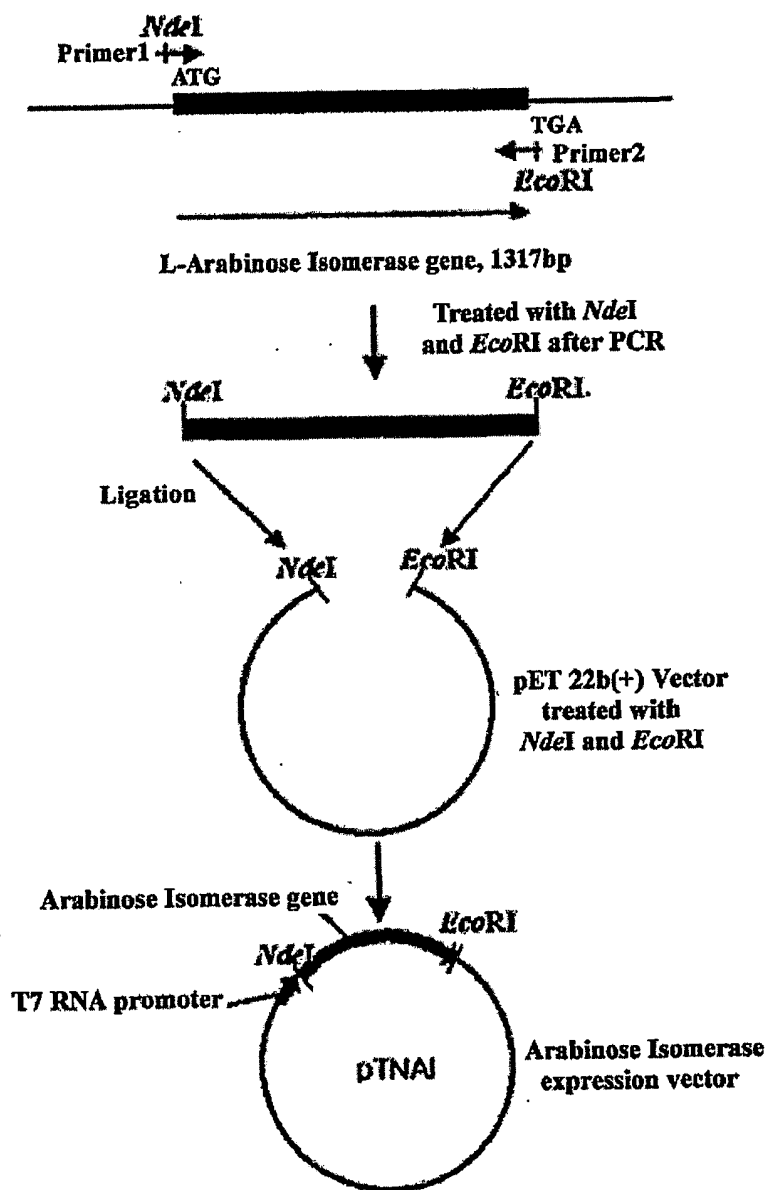 NdeI
Primer1
ATG
TGA
Primer2
EcoRI
L-Arabinose Isomerase gene, 1317bp
Treated with NdeI
and EcoRI after PCR
NdeI
EcoRI.
Ligation
NdeI
EcoRI
pET 22b(+) Vector
treated with
NdeI and EcoRI
Arabinose Isomerase gene
EcoRI
NdeI
T7 RNA promoter
pTNAI
Arabinose Isomerase
expression vector